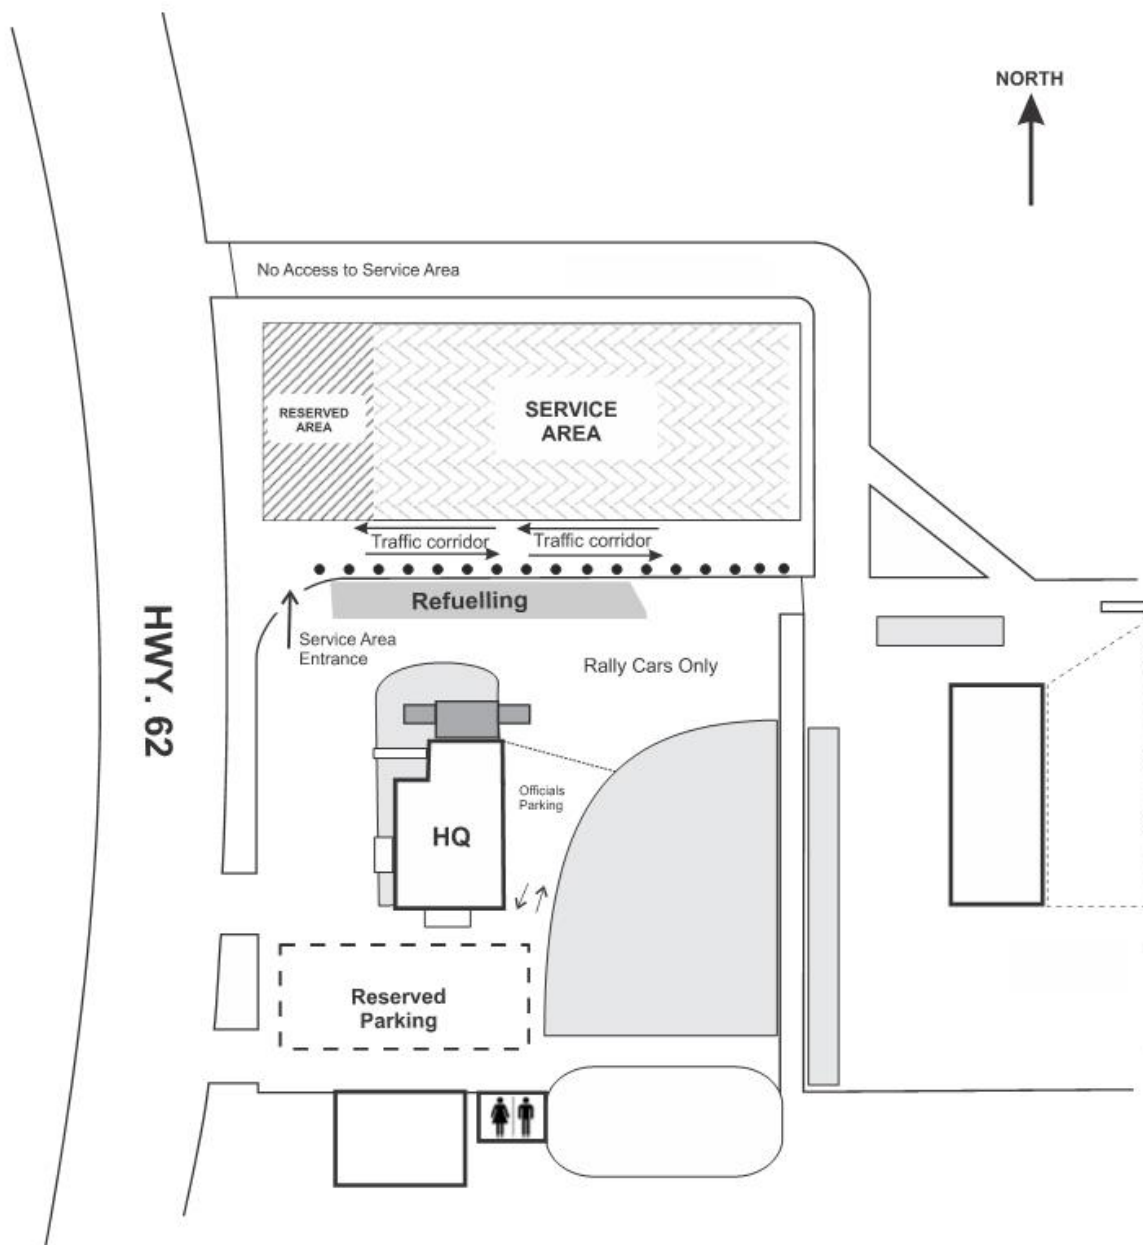 NORTH
No Access to Service Area
RESERVED
AREA
SERVICE
AREA
Traffic corridor
Traffic corridor
Refuelling
Service Area
Entrance
Rally Cars Only
HWY. 62
Officials
Parking
HQ
Reserved
Parking